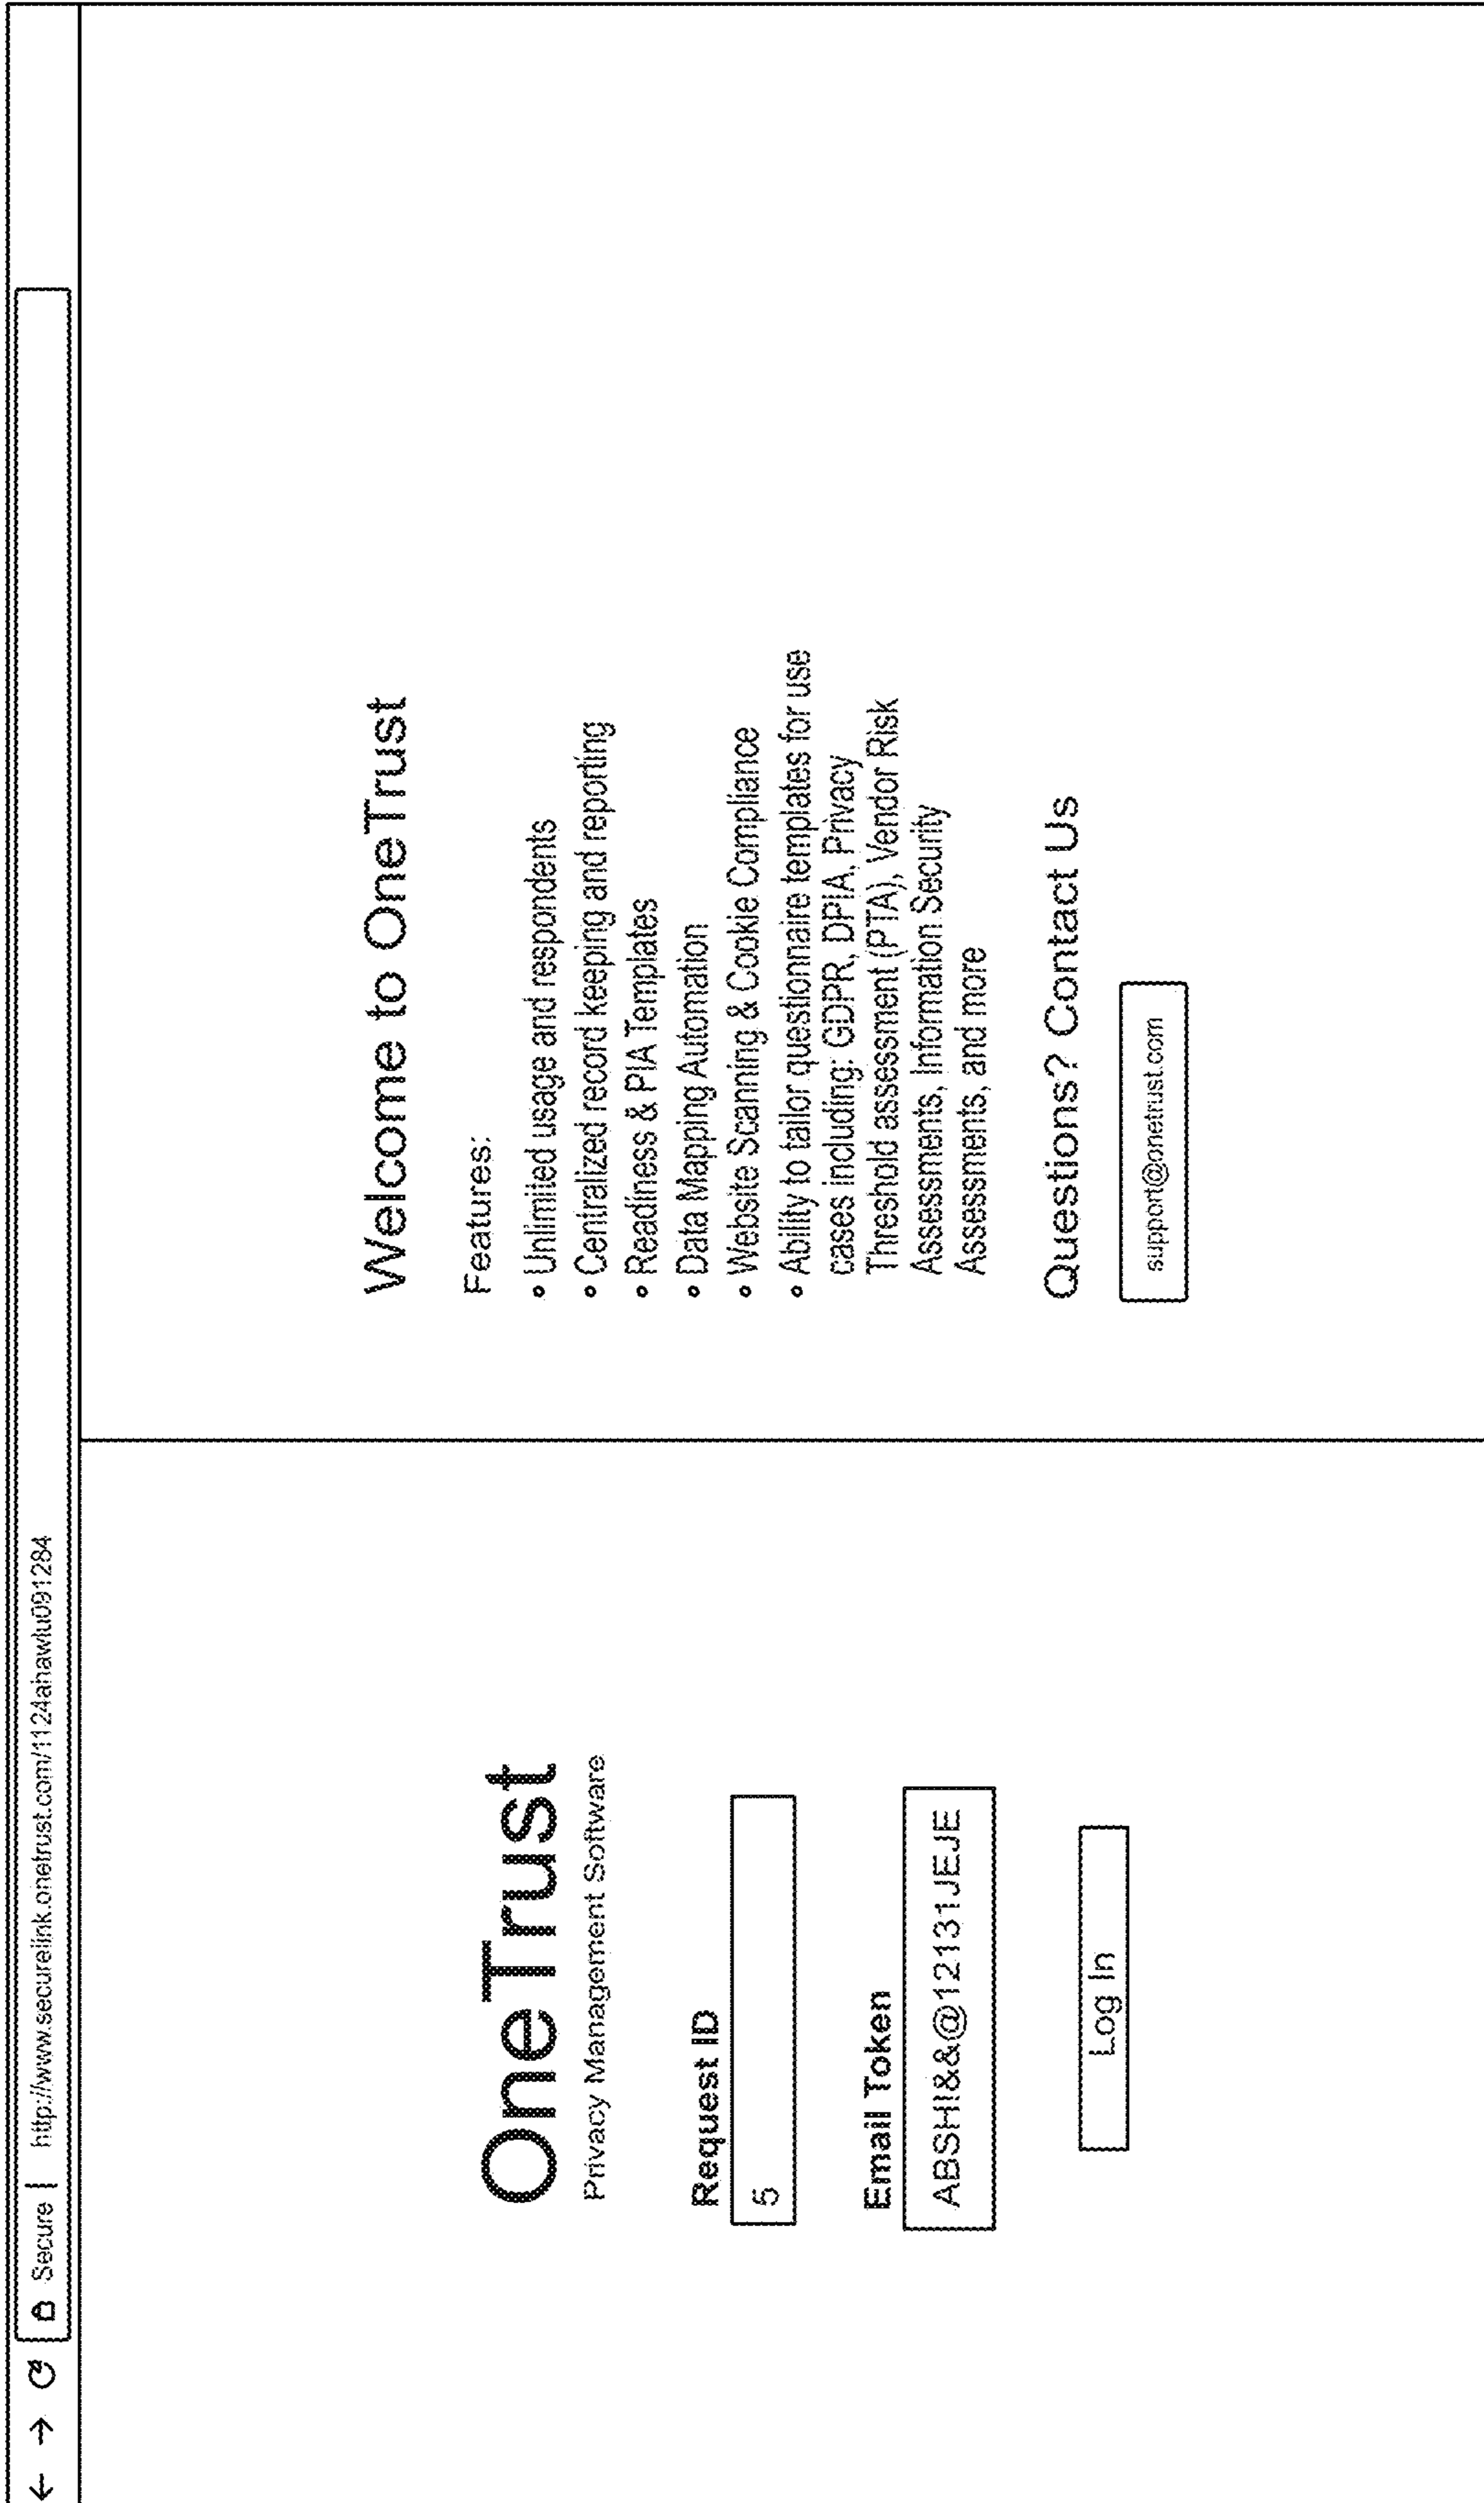 Secure | http://www.securelink.onetrust.com/1124ahawlu091284
OneTrust
Privacy Management Software
Request ID
5
Email Token
ABSHI&&@12131JEJE
Log In
Welcome to OneTrust
Features:
• Unlimited usage and respondents
• Centralized record keeping and reporting
• Readiness & PIA Templates
• Data Mapping Automation
• Website Scanning & Cookie Compliance
• Ability to tailor questionnaire templates for use
cases including: GDPR, DPIA, Privacy
Threshold assessment (PTA), Vendor Risk
Assessments, Information Security
Assessments, and more
Questions? Contact Us
support@onetrust.com